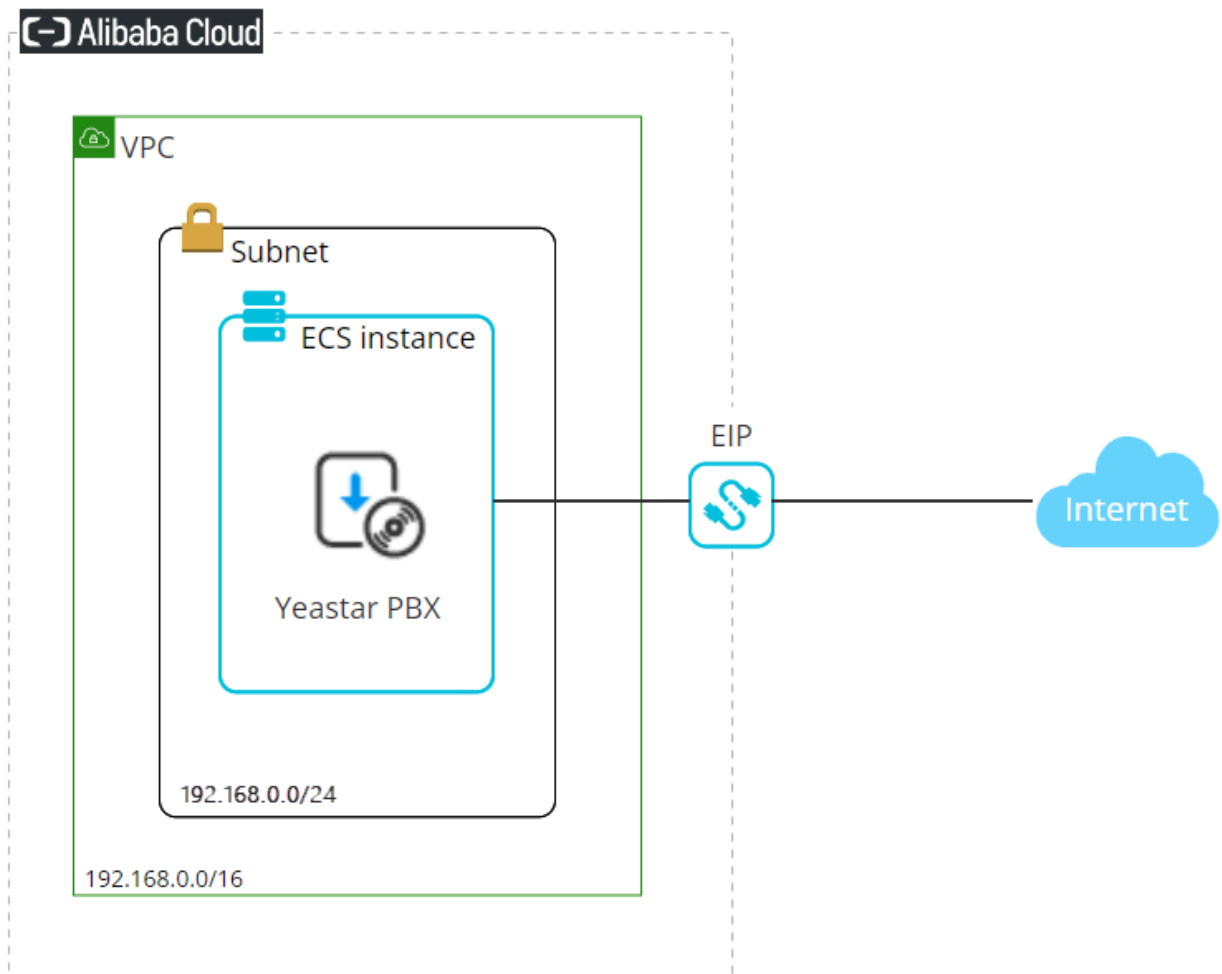 Alibaba Cloud
VPC
Subnet
ECS instance
EIP
Internet
Yeastar PBX
192.168.0.0/24
192.168.0.0/16